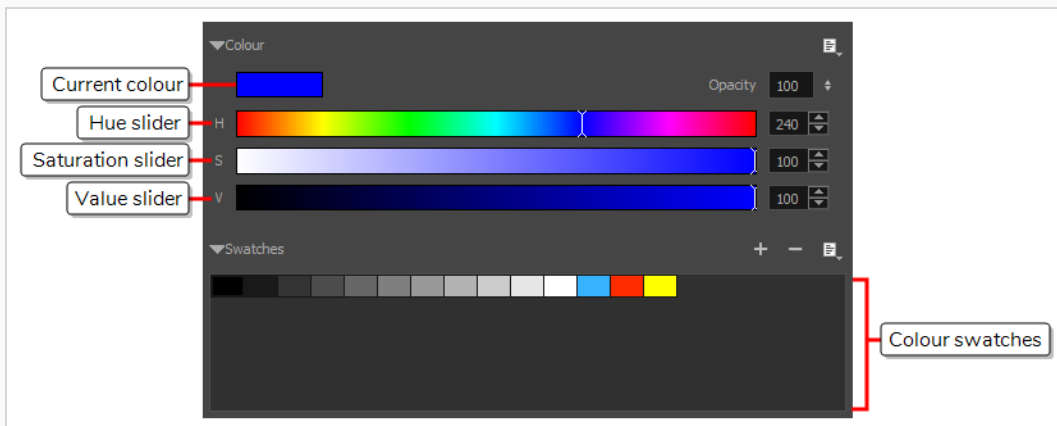 Colour
Current colour
Opacity 100
Hue slider H 240
Saturation slider S 100
Value slider V 100
Swatches + −
Colour swatches